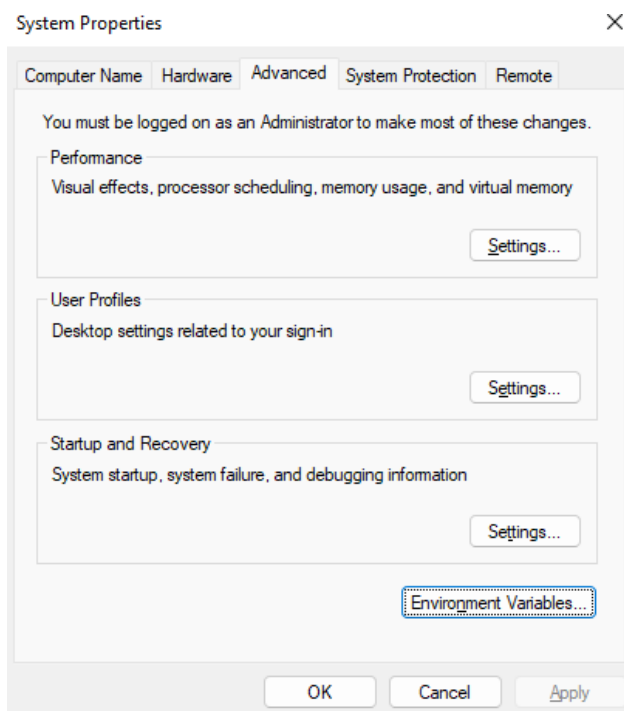 System Properties
Computer Name Hardware Advanced System Protection Remote
You must be logged on as an Administrator to make most of these changes.
Performance
Visual effects, processor scheduling, memory usage, and virtual memory
Settings...
User Profiles
Desktop settings related to your sign-in
Settings...
Startup and Recovery
System startup, system failure, and debugging information
Settings...
Environment Variables...
OK Cancel Apply